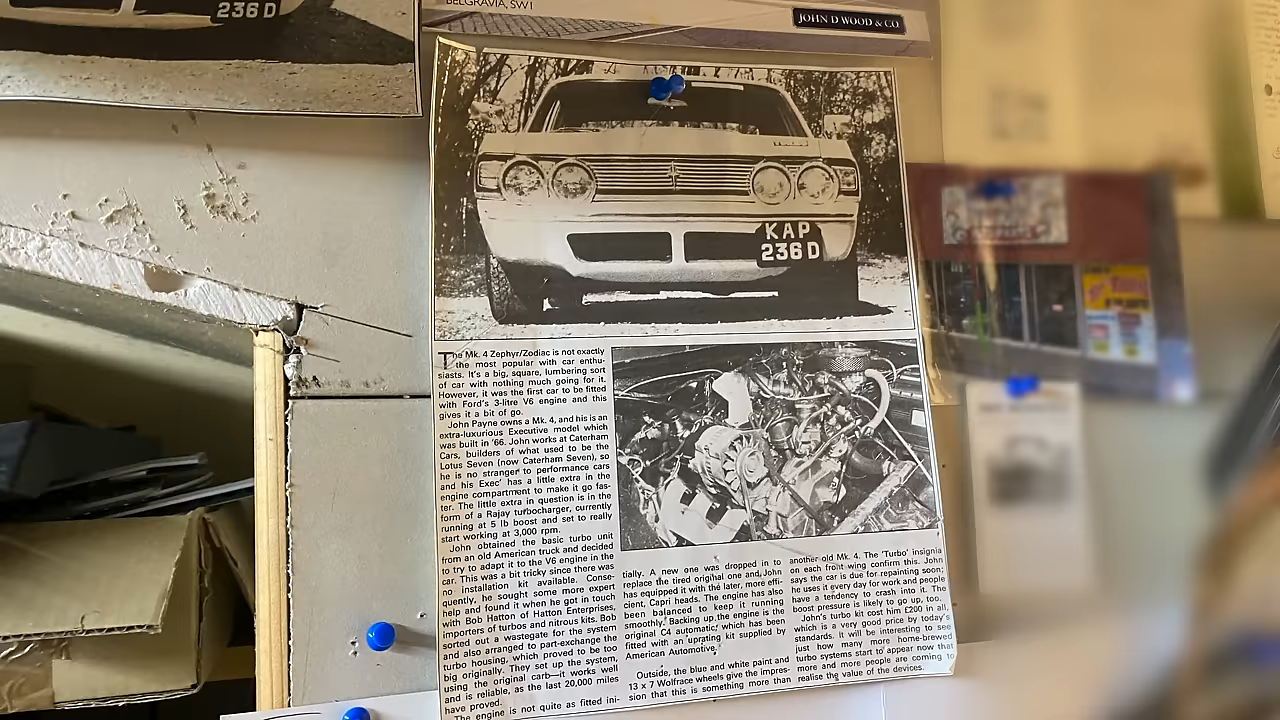 236 D
BELGRAVIA, SW1
JOHN D WOOD & CO.
KAP
236 D
The Mk. 4 Zephyr/Zodiac is not exactly
the most popular with car enthu-
siasts. It's a big, square, lumbering sort
of car with nothing much going for it.
However, it was the first car to be fitted
with Ford's 3-litre V6 engine and this
gives it a bit of go.
John Payne owns a Mk. 4, and his is an
extra-luxurious Executive model which
was built in '66. John works at Caterham
Cars, builders of what used to be the
Lotus Seven (now Caterham Seven), so
he is no stranger to performance cars
and his Exec' has a little extra in the
engine compartment to make it go fas-
ter. The little extra in question is in the
form of a Rajay turbocharger, currently
running at 5 lb boost and set to really
start working at 3,000 rpm.
John obtained the basic turbo unit
from an old American truck and decided
to try to adapt it to the V6 engine in the
car. This was a bit tricky since there was
no installation kit available. Conse-
quently, he sought some more expert
help and found it when he got in touch
with Bob Hatton of Hatton Enterprises,
importers of turbos and nitrous kits. Bob
sorted out a wastegate for the system
and also arranged to part-exchange the
turbo housing, which proved to be too
big originally. They set up the system,
using the original carb—it works well
and is reliable, as the last 20,000 miles
have proved.
The engine is not quite as fitted ini-
tially. A new one was dropped in to
replace the tired original one and, John
has equipped it with the later, more effi-
cient, Capri heads. The engine has also
been balanced to keep it running
smoothly. Backing up the engine is the
original C4 automatic, which has been
fitted with an uprating kit supplied by
American Automotive.
Outside, the blue and white paint and
13 x 7 Wolfrace wheels give the impres-
sion that this is something more than
another old Mk. 4. The 'Turbo' insignia
on each front wing confirm this. John
says the car is due for repainting soon;
he uses it every day for work and people
have a tendency to crash into it. The
boost pressure is likely to go up, too.
John's turbo kit cost him £200 in all,
which is a very good price by today's
standards. It will be interesting to see
just how many more home-brewed
turbo systems start to appear now that
more and more people are coming to
realise the value of the devices.